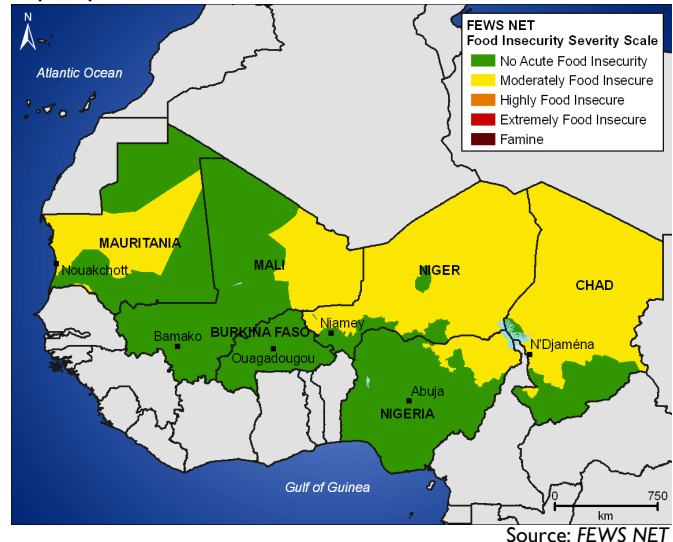 N
Atlantic Ocean
FEWS NET
Food Insecurity Severity Scale
No Acute Food Insecurity
Moderately Food Insecure
Highly Food Insecure
Extremely Food Insecure
Famine
MAURITANIA
Nouakchott
MALI
NIGER
CHAD
Bamako
BURKINA FASO
Niamey
Ouagadougou
N'Djaména
Abuja
NIGERIA
Gulf of Guinea
0 750
km
Source: FEWS NET